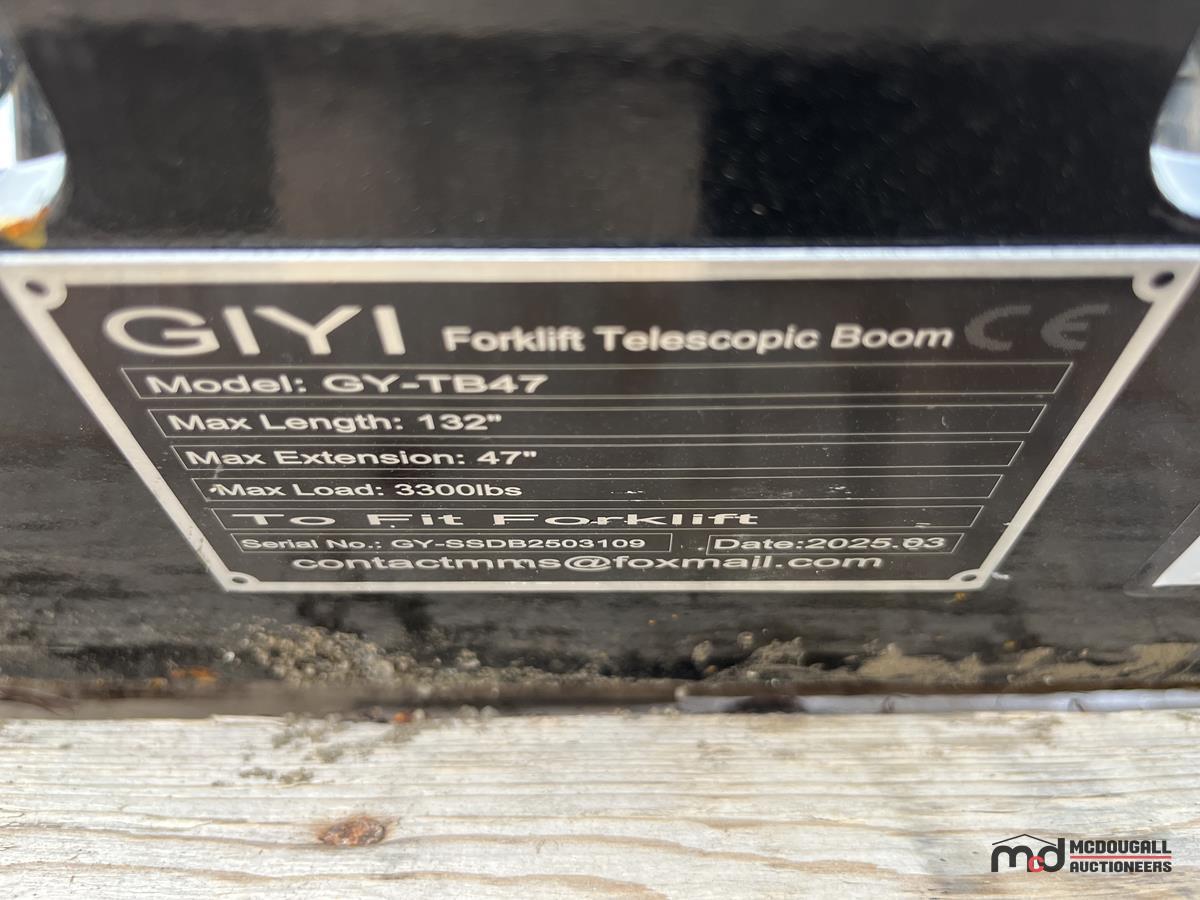 GIYI Forklift Telescopic Boom CE
Model: GY-TB47
Max Length: 132"
Max Extension: 47"
Max Load: 3300lbs
To Fit Forklift
Serial No.: GY-SSDB2503109 Date:2025.03
contactmms@foxmail.com
mcd MCDOUGALL
AUCTIONEERS